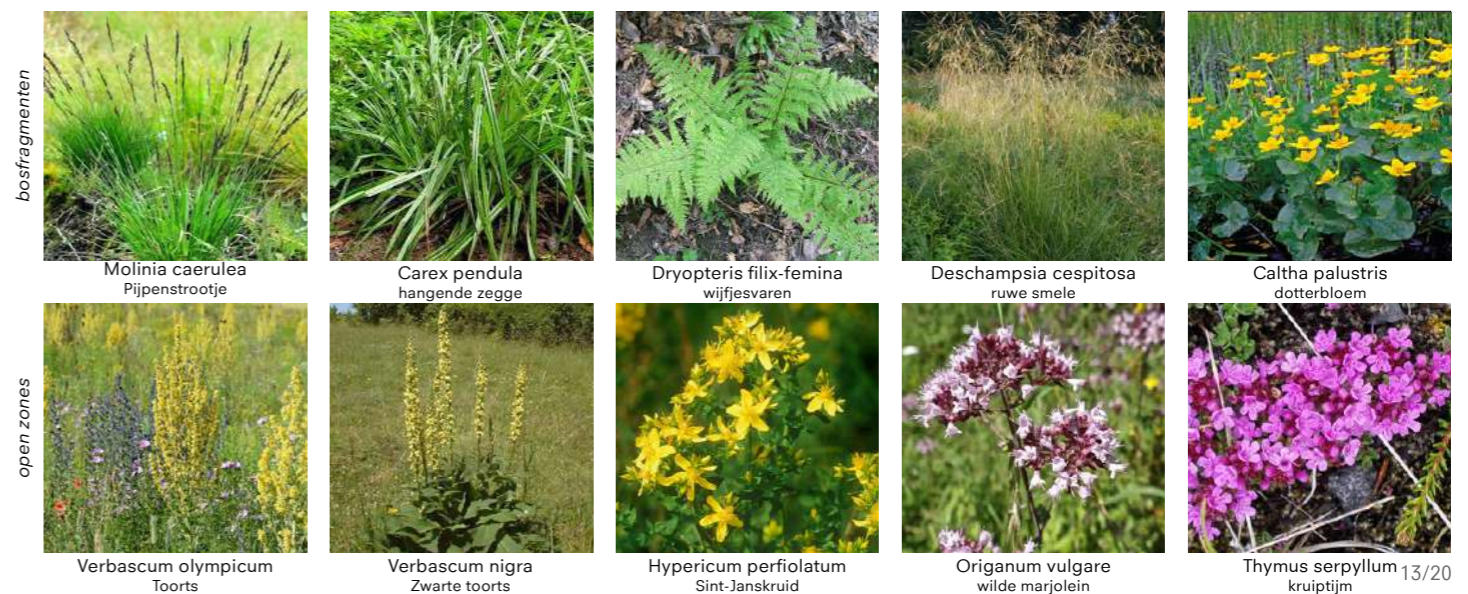 bosfragmenten
Molinia caerulea
Pijpenstrootje
Carex pendula
hangende zegge
Dryopteris filix-femina
wijfjesvaren
Deschampsia cespitosa
ruwe smele
Caltha palustris
dotterbloem
open zones
Verbascum olympicum
Toorts
Verbascum nigra
Zwarte toorts
Hypericum perfiolatum
Sint-Janskruid
Origanum vulgare
wilde marjolein
Thymus serpyllum
kruiptijm
13/20